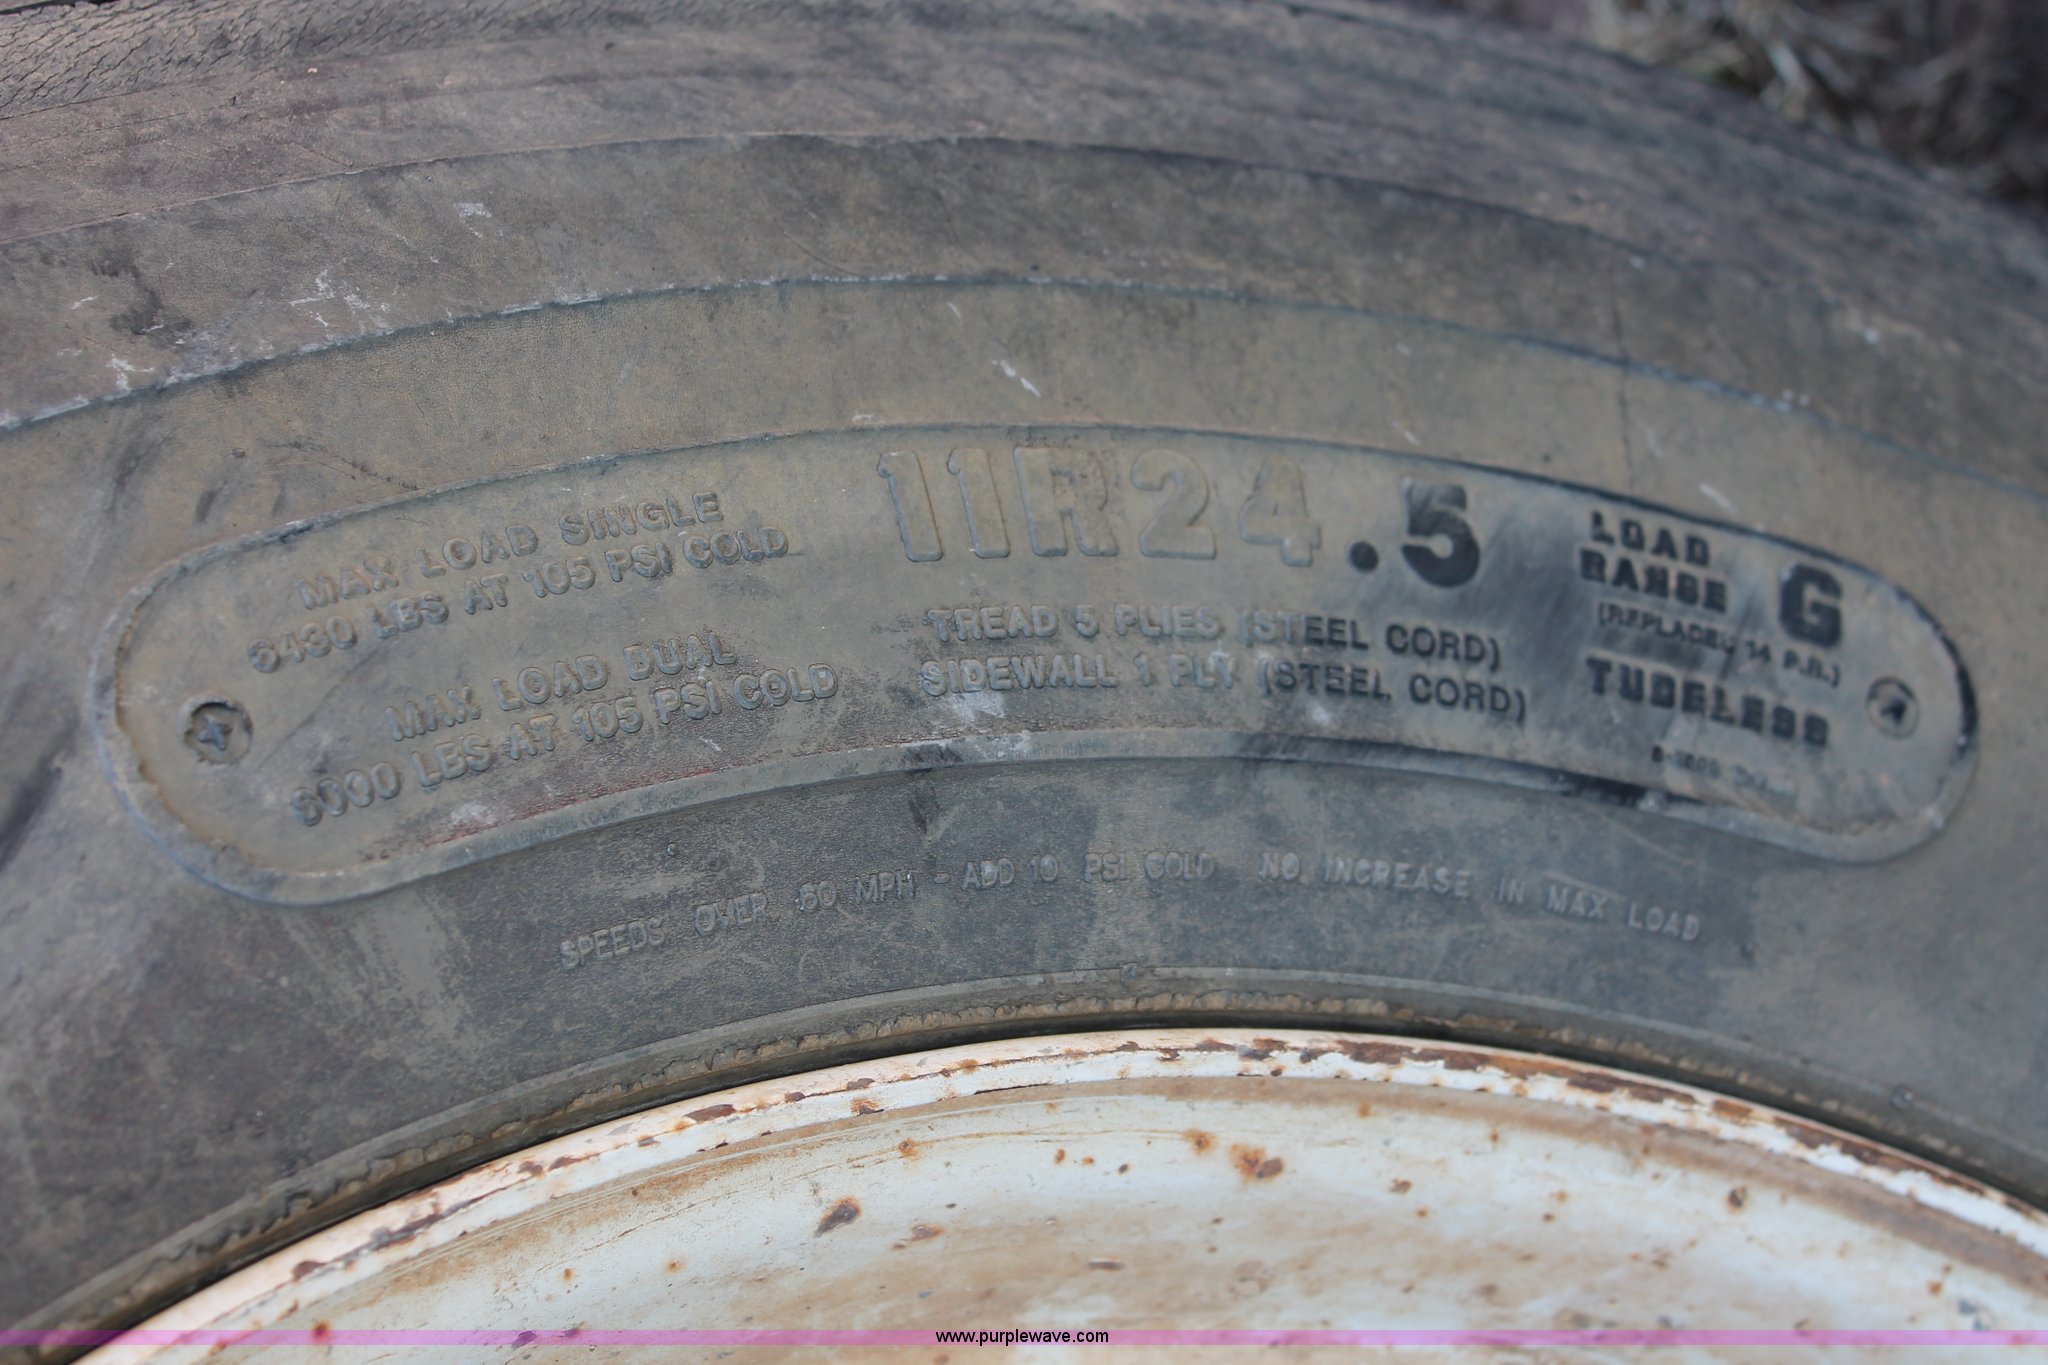 MAX LOAD SINGLE
6430 LBS AT 105 PSI COLD
MAX LOAD DUAL
6000 LBS AT 105 PSI COLD
11R24.5
TREAD 5 PLIES (STEEL CORD)
SIDEWALL 1 PLY (STEEL CORD)
LOAD
RANGE G
(REPLACES 14 P.R.)
TUBELESS
SPEEDS OVER 60 MPH - ADD 10 PSI COLD NO INCREASE IN MAX LOAD
www.purplewave.com